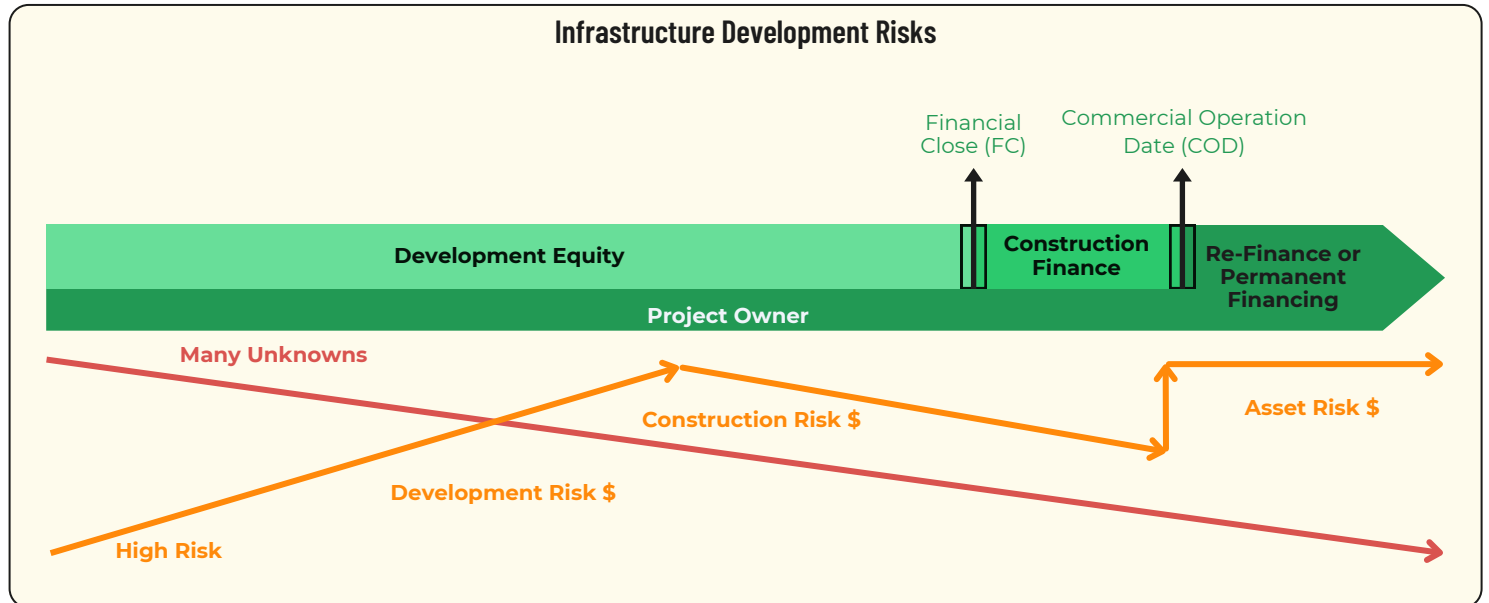 Infrastructure Development Risks
Financial
Close (FC)
Commercial Operation
Date (COD)
Development Equity
Construction
Finance
Re-Finance or
Permanent
Financing
Project Owner
Many Unknowns
Construction Risk $
Asset Risk $
Development Risk $
High Risk